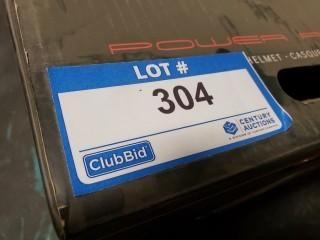 POWER
HELMET - CASQU
LOT #
304
ClubBid
CENTURY
AUCTIONS